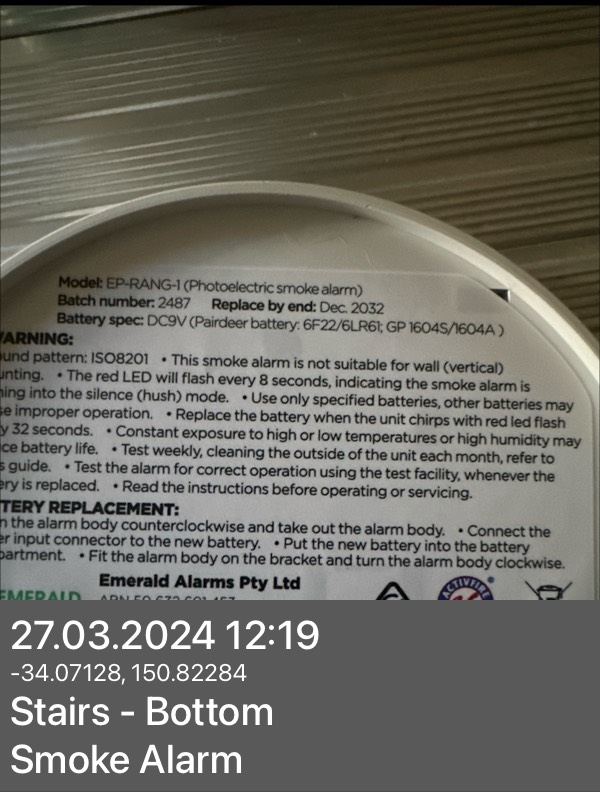 Model: EP-RANG-1 (Photoelectric smoke alarm)
Batch number: 2487 Replace by end: Dec. 2032
Battery spec: DC9V (Pairdeer battery: 6F22/6LR61; GP 1604S/1604A )
WARNING:
und pattern: ISO8201 • This smoke alarm is not suitable for wall (vertical)
unting. • The red LED will flash every 8 seconds, indicating the smoke alarm is
ning into the silence (hush) mode. • Use only specified batteries, other batteries may
se improper operation. • Replace the battery when the unit chirps with red led flash
y 32 seconds. • Constant exposure to high or low temperatures or high humidity may
ce battery life. • Test weekly, cleaning the outside of the unit each month, refer to
s guide. • Test the alarm for correct operation using the test facility, whenever the
ery is replaced. • Read the instructions before operating or servicing.
TERY REPLACEMENT:
n the alarm body counterclockwise and take out the alarm body. • Connect the
er input connector to the new battery. • Put the new battery into the battery
partment. • Fit the alarm body on the bracket and turn the alarm body clockwise.
Emerald Alarms Pty Ltd
EMERALD
ACTIVFIRE
27.03.2024 12:19
-34.07128, 150.82284
Stairs - Bottom
Smoke Alarm